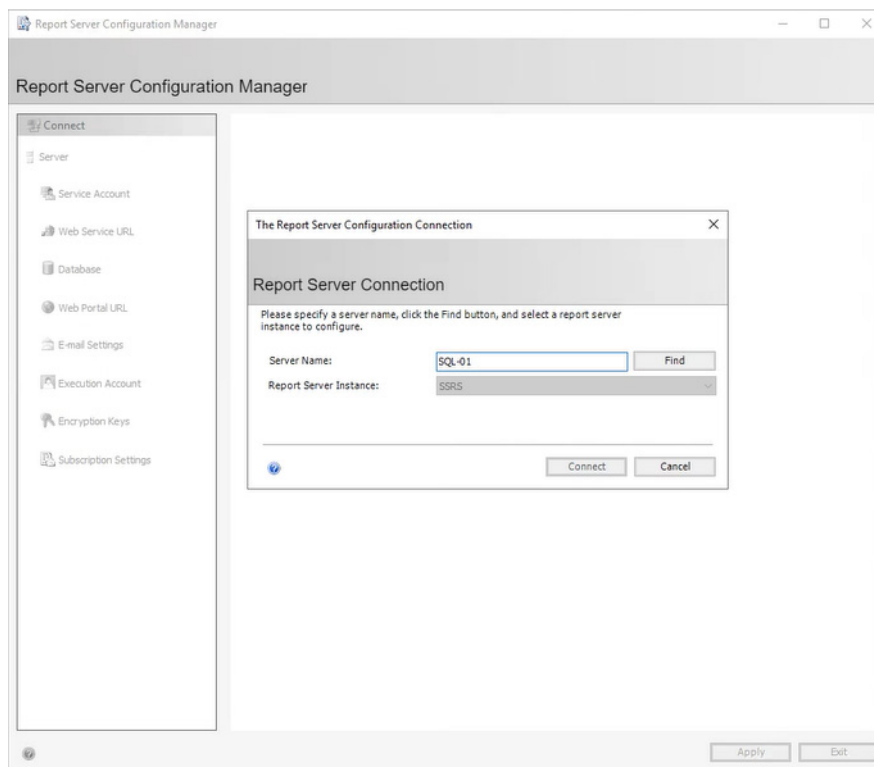 Report Server Configuration Manager
Report Server Configuration Manager
Connect
Server
Service Account
Web Service URL
Database
Web Portal URL
E-mail Settings
Execution Account
Encryption Keys
Subscription Settings
The Report Server Configuration Connection
Report Server Connection
Please specify a server name, click the Find button, and select a report server
instance to configure.
Server Name:
SQL-01
Find
Report Server Instance:
SSRS
Connect
Cancel
Apply
Exit